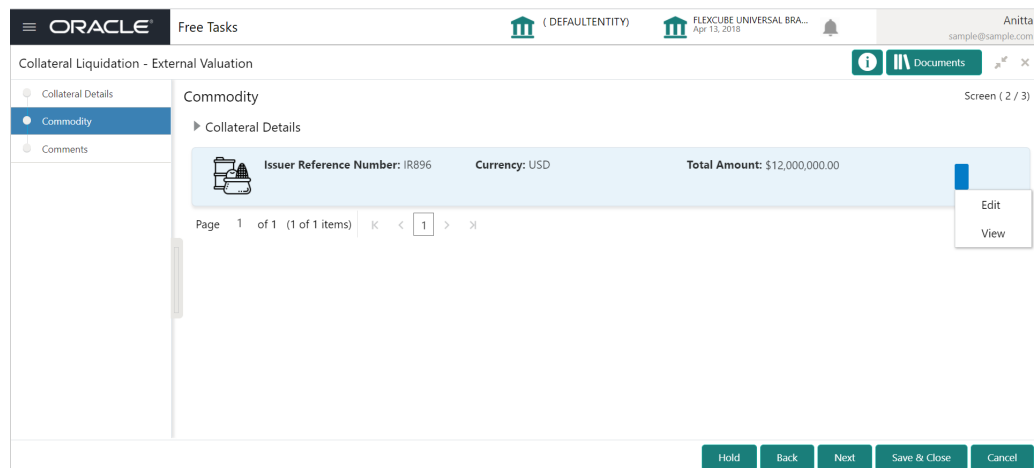 ORACLE
Free Tasks
( DEFAULTENTITY)
FLEXCUBE UNIVERSAL BRA...
Apr 13, 2018
Anitta
sample@sample.com
Collateral Liquidation - External Valuation
i Documents
Collateral Details
Commodity
Comments
Commodity
Screen ( 2 / 3)
Collateral Details
Issuer Reference Number: IR896 Currency: USD Total Amount: $12,000,000.00
Edit
View
Page 1 of 1 (1 of 1 items) 1
Hold Back Next Save & Close Cancel